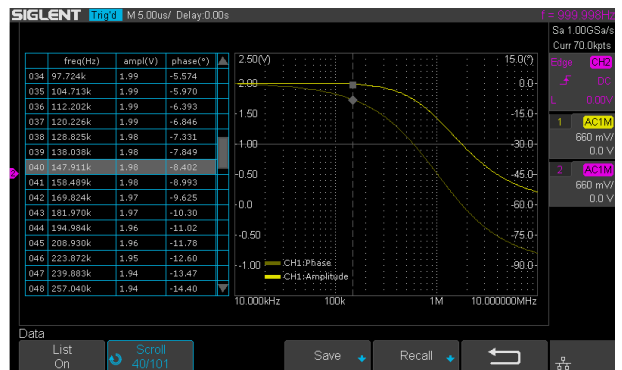 SIGLENT Trig'd M 5.00us/ Delay:0.00s f = 999.998Hz
Sa 1.00GSa/s
Curr 70.0kpts
Edge CH2
DC
L 0.00V
1 AC1M
660 mV/
0.0 V
2 AC1M
660 mV/
0.0 V
freq(Hz) ampl(V) phase(°)
034 97.724k 1.99 -5.574
035 104.713k 1.99 -5.970
036 112.202k 1.99 -6.393
037 120.226k 1.99 -6.846
038 128.825k 1.98 -7.331
039 138.038k 1.98 -7.849
040 147.911k 1.98 -8.402
041 158.489k 1.98 -8.993
042 169.824k 1.97 -9.625
043 181.970k 1.97 -10.30
044 194.984k 1.96 -11.02
045 208.930k 1.96 -11.78
046 223.872k 1.95 -12.60
047 239.883k 1.94 -13.47
048 257.040k 1.94 -14.40
2.50(V) 15.0(°)
2.00 0.0
1.50 -15.0
1.00 -30.0
0.50 -45.0
0.0 -60.0
-0.50 -75.0
-1.00 -90.0
CH1:Phase
CH1:Amplitude
10.000kHz 100k 1M 10.000000MHz
Data
List
On
Scroll
40/101
Save
Recall